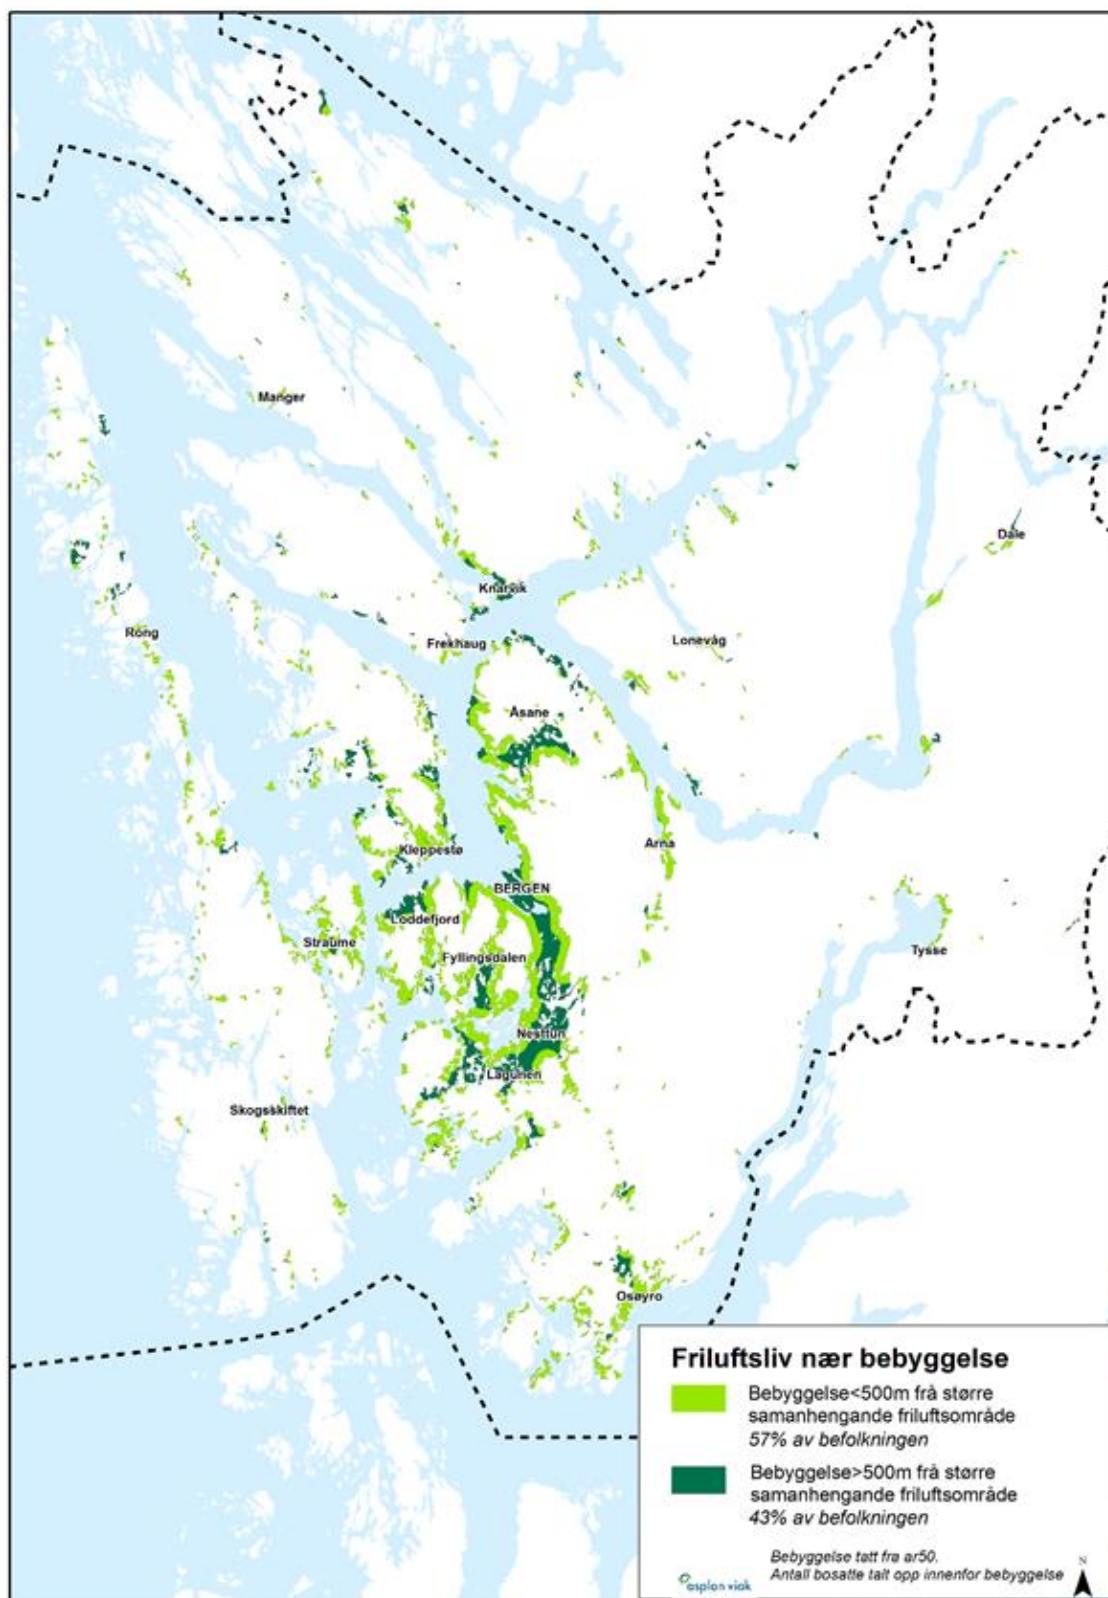 Manger
Dale
Knarvik
Rong
Frekhaug
Lonevåg
Åsane
Kleppestø
Arna
BERGEN
Loddefjord
Straume
Fyllingsdalen
Tysse
Nesttun
Lagunen
Skogsskiftet
Osøyro
Friluftsliv nær bebyggelse
Bebyggelse<500m frå større
samanhengande friluftsområde
57% av befolkningen
Bebyggelse>500m frå større
samanhengande friluftsområde
43% av befolkningen
Bebyggelse tatt fra ar50.
Antall bosatte talt opp innenfor bebyggelse
asplan viak
N